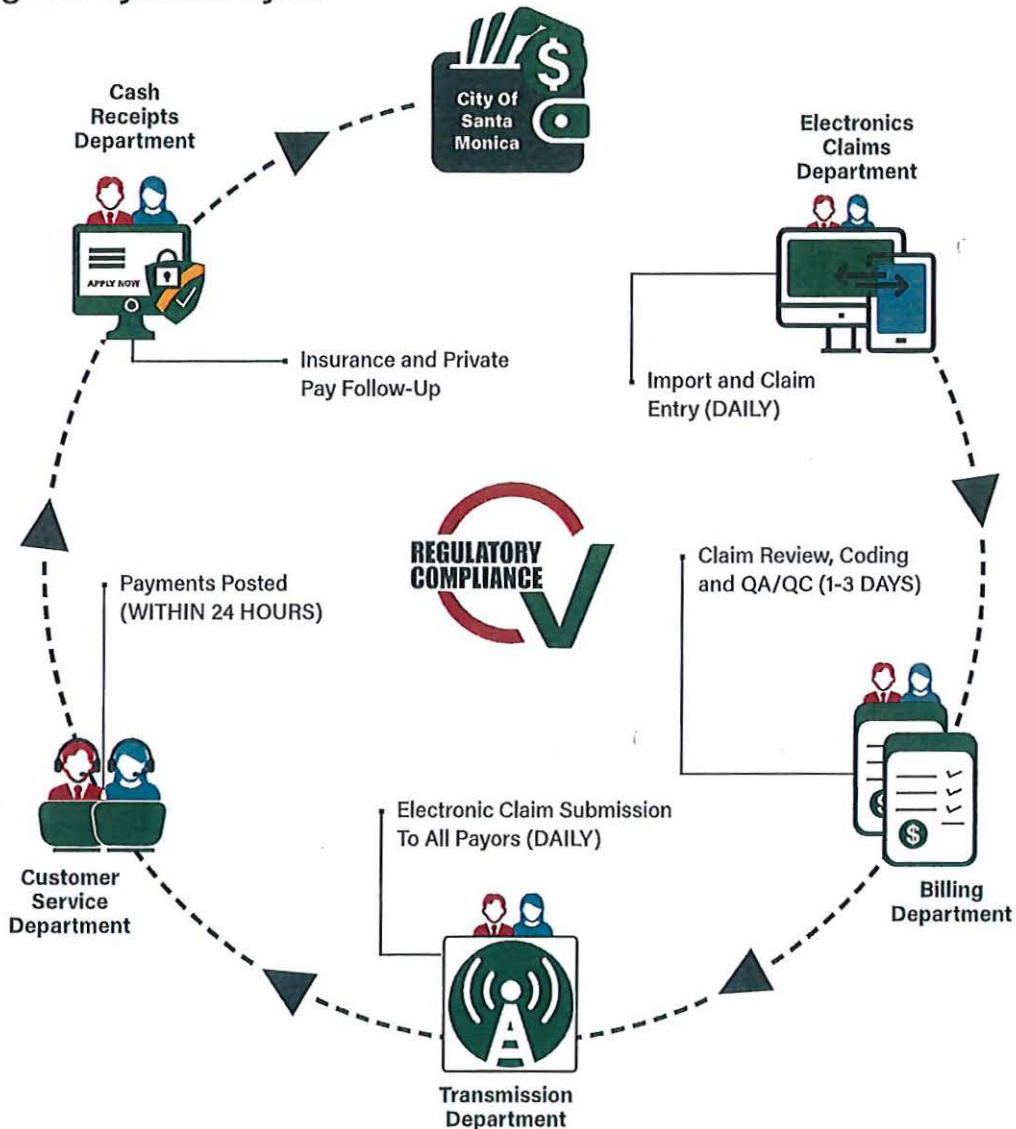 City Of
Santa
Monica
Cash
Receipts
Department
Electronics
Claims
Department
APPLY NOW
Insurance and Private
Pay Follow-Up
Import and Claim
Entry (DAILY)
REGULATORY
COMPLIANCE
Claim Review, Coding
and QA/QC (1-3 DAYS)
Payments Posted
(WITHIN 24 HOURS)
Electronic Claim Submission
To All Payors (DAILY)
Customer
Service
Department
Billing
Department
Transmission
Department